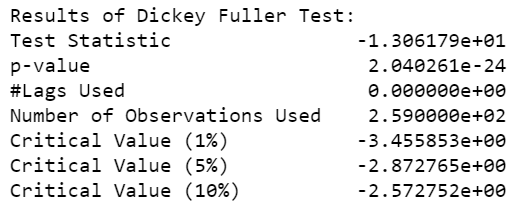 Results of Dickey Fuller Test:
Test Statistic -1.306179e+01
p-value 2.040261e-24
#Lags Used 0.000000e+00
Number of Observations Used 2.590000e+02
Critical Value (1%) -3.455853e+00
Critical Value (5%) -2.872765e+00
Critical Value (10%) -2.572752e+00